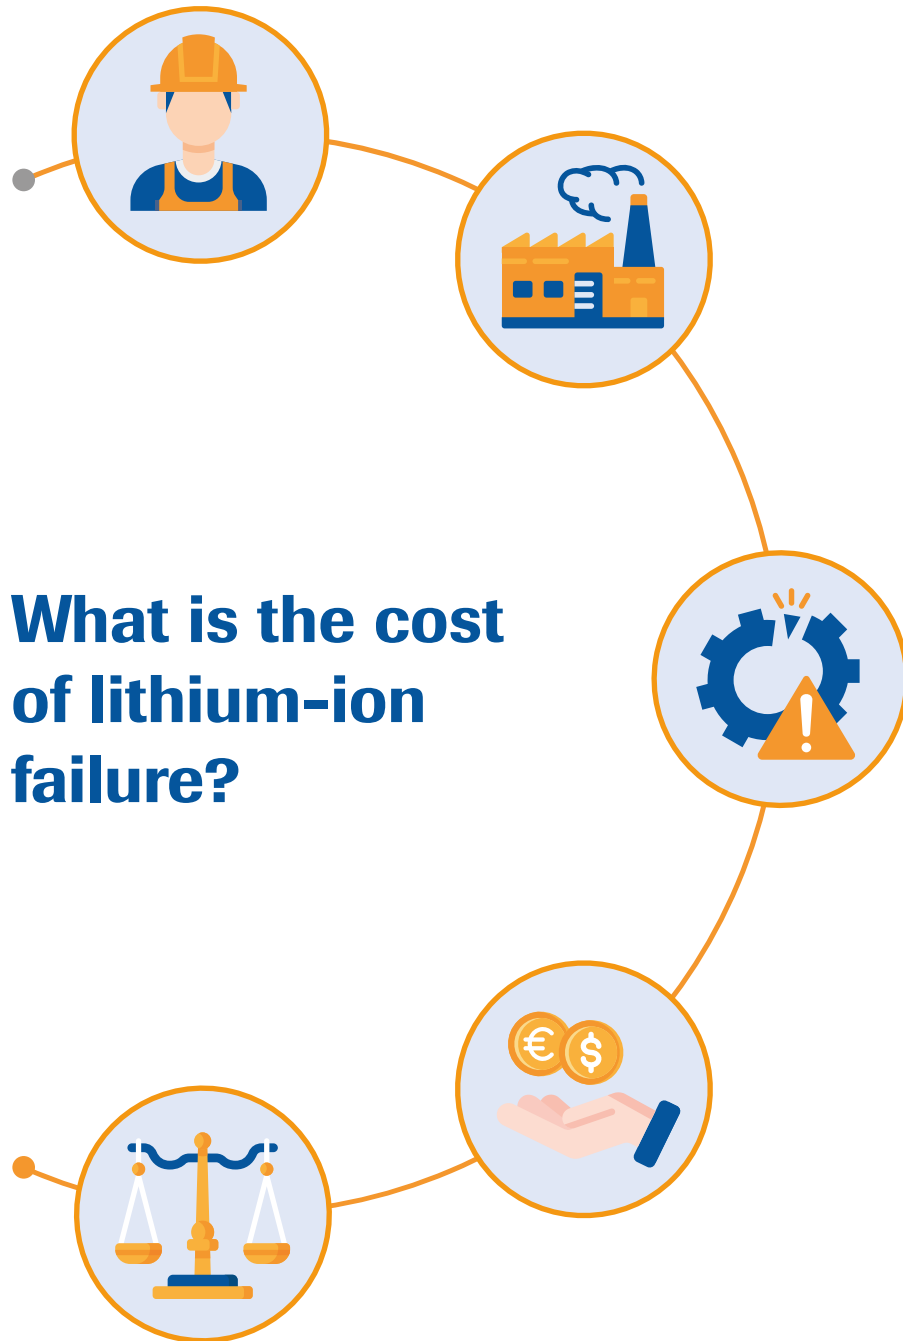 What is the cost
of lithium-ion
failure?
€
$